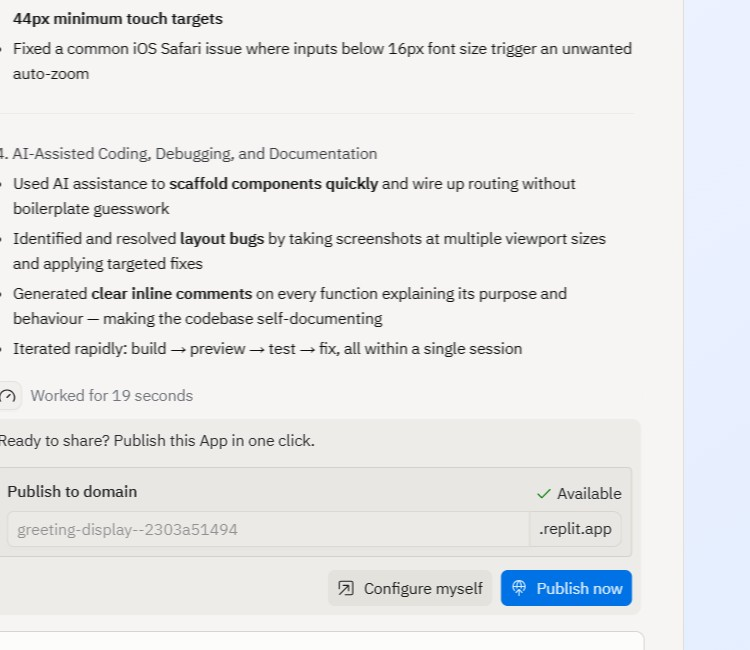 44px minimum touch targets
Fixed a common iOS Safari issue where inputs below 16px font size trigger an unwanted
auto-zoom
. AI-Assisted Coding, Debugging, and Documentation
Used AI assistance to scaffold components quickly and wire up routing without
boilerplate guesswork
Identified and resolved layout bugs by taking screenshots at multiple viewport sizes
and applying targeted fixes
Generated clear inline comments on every function explaining its purpose and
behaviour — making the codebase self-documenting
Iterated rapidly: build → preview → test → fix, all within a single session
Worked for 19 seconds
Ready to share? Publish this App in one click.
Publish to domain
Available
greeting-display--2303a51494
.replit.app
Configure myself
Publish now